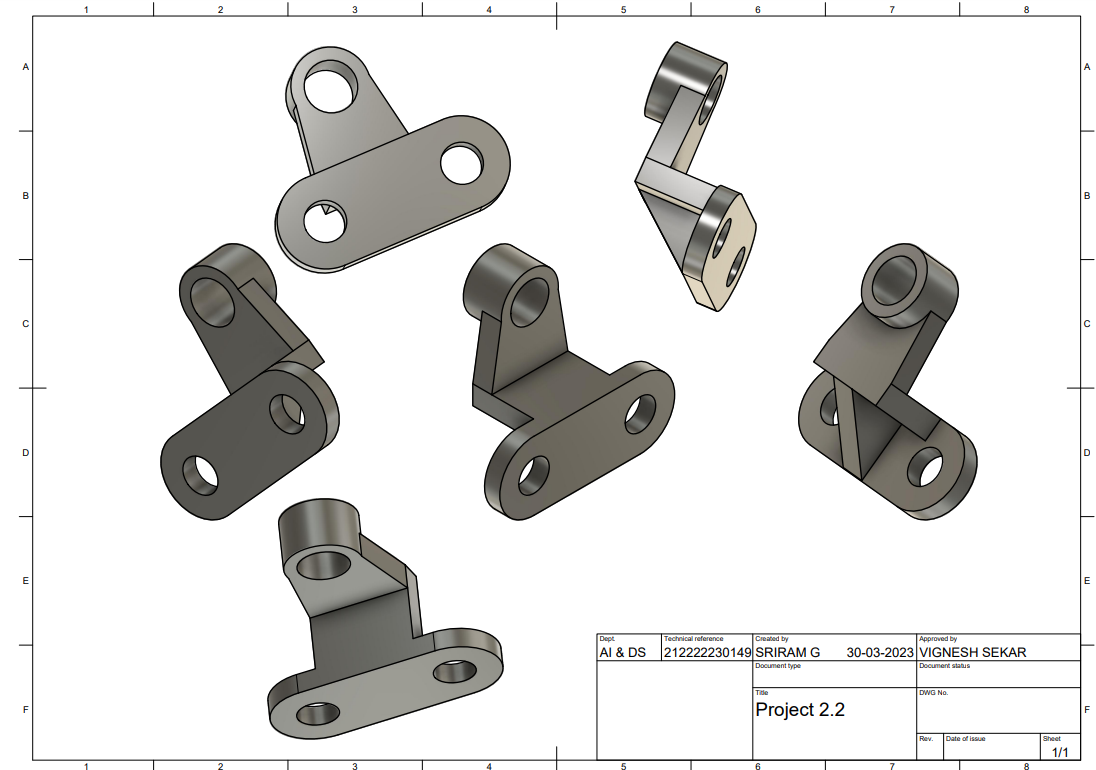 1 2 3 4 5 6 7 8
A A
B B
C C
D D
E E
F F
Dept. Technical reference Created by Approved by
AI & DS 212222230149 SRIRAM G 30-03-2023 VIGNESH SEKAR
Document type Document status
Title DWG No.
Project 2.2
Rev. Date of issue Sheet
1/1
1 2 3 4 5 6 7 8